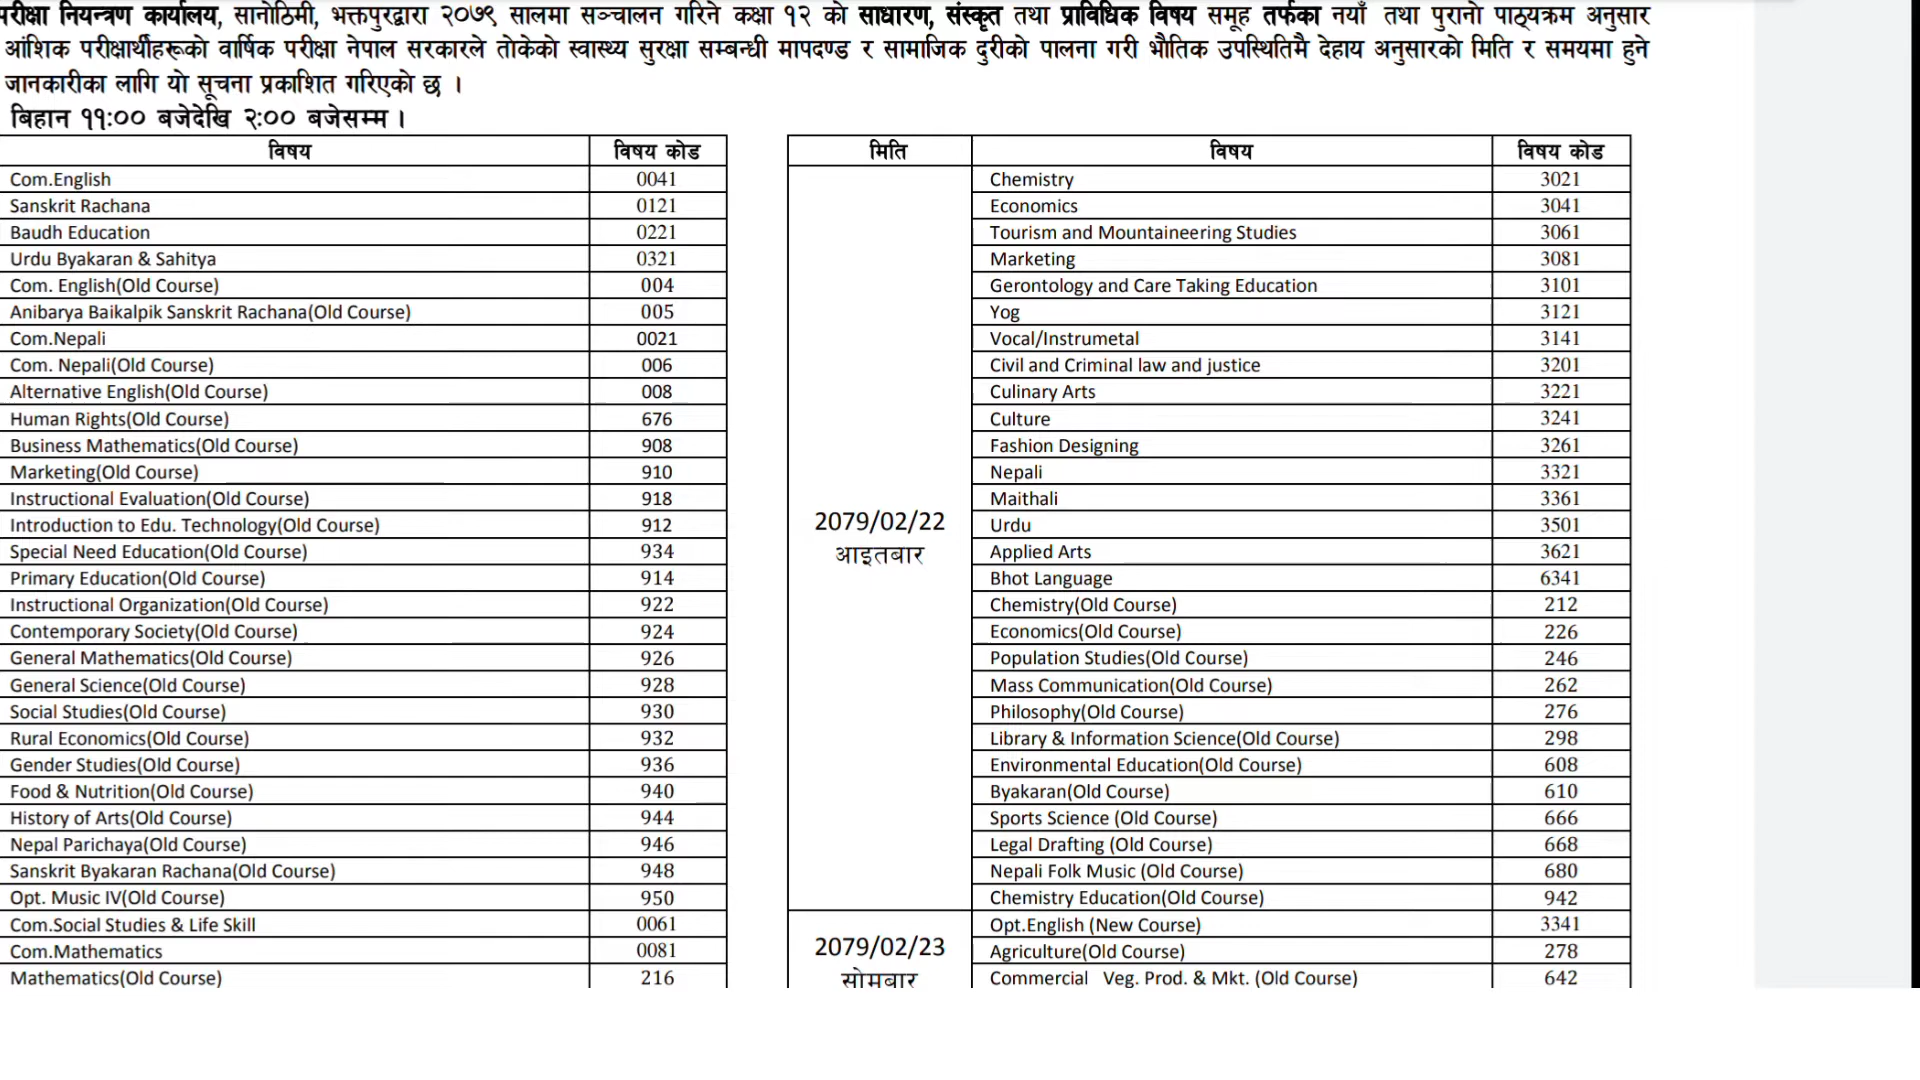 परीक्षा नियन्त्रण कार्यालय, सानोठिमी, भक्तपुरद्वारा २०७९ सालमा सञ्चालन गरिने कक्षा १२ को साधारण, संस्कृत तथा प्राविधिक विषय समूह तर्फका नयाँ तथा पुरानो पाठ्यक्रम अनुसार
आंशिक परीक्षार्थीहरूको वार्षिक परीक्षा नेपाल सरकारले तोकेको स्वास्थ्य सुरक्षा सम्बन्धी मापदण्ड र सामाजिक दुरीको पालना गरी भौतिक उपस्थितिमै देहाय अनुसारको मिति र समयमा हुने
जानकारीका लागि यो सूचना प्रकाशित गरिएको छ ।
बिहान ११:०० बजेदेखि २:०० बजेसम्म ।
विषय विषय कोड
Com.English 0041
Sanskrit Rachana 0121
Baudh Education 0221
Urdu Byakaran & Sahitya 0321
Com. English(Old Course) 004
Anibarya Baikalpik Sanskrit Rachana(Old Course) 005
Com.Nepali 0021
Com. Nepali(Old Course) 006
Alternative English(Old Course) 008
Human Rights(Old Course) 676
Business Mathematics(Old Course) 908
Marketing(Old Course) 910
Instructional Evaluation(Old Course) 918
Introduction to Edu. Technology(Old Course) 912
Special Need Education(Old Course) 934
Primary Education(Old Course) 914
Instructional Organization(Old Course) 922
Contemporary Society(Old Course) 924
General Mathematics(Old Course) 926
General Science(Old Course) 928
Social Studies(Old Course) 930
Rural Economics(Old Course) 932
Gender Studies(Old Course) 936
Food & Nutrition(Old Course) 940
History of Arts(Old Course) 944
Nepal Parichaya(Old Course) 946
Sanskrit Byakaran Rachana(Old Course) 948
Opt. Music IV(Old Course) 950
Com.Social Studies & Life Skill 0061
Com.Mathematics 0081
Mathematics(Old Course) 216
मिति विषय विषय कोड
2079/02/22
आइतबार
Chemistry 3021
Economics 3041
Tourism and Mountaineering Studies 3061
Marketing 3081
Gerontology and Care Taking Education 3101
Yog 3121
Vocal/Instrumetal 3141
Civil and Criminal law and justice 3201
Culinary Arts 3221
Culture 3241
Fashion Designing 3261
Nepali 3321
Maithali 3361
Urdu 3501
Applied Arts 3621
Bhot Language 6341
Chemistry(Old Course) 212
Economics(Old Course) 226
Population Studies(Old Course) 246
Mass Communication(Old Course) 262
Philosophy(Old Course) 276
Library & Information Science(Old Course) 298
Environmental Education(Old Course) 608
Byakaran(Old Course) 610
Sports Science (Old Course) 666
Legal Drafting (Old Course) 668
Nepali Folk Music (Old Course) 680
Chemistry Education(Old Course) 942
2079/02/23
सोमबार
Opt.English (New Course) 3341
Agriculture(Old Course) 278
Commercial Veg. Prod. & Mkt. (Old Course) 642